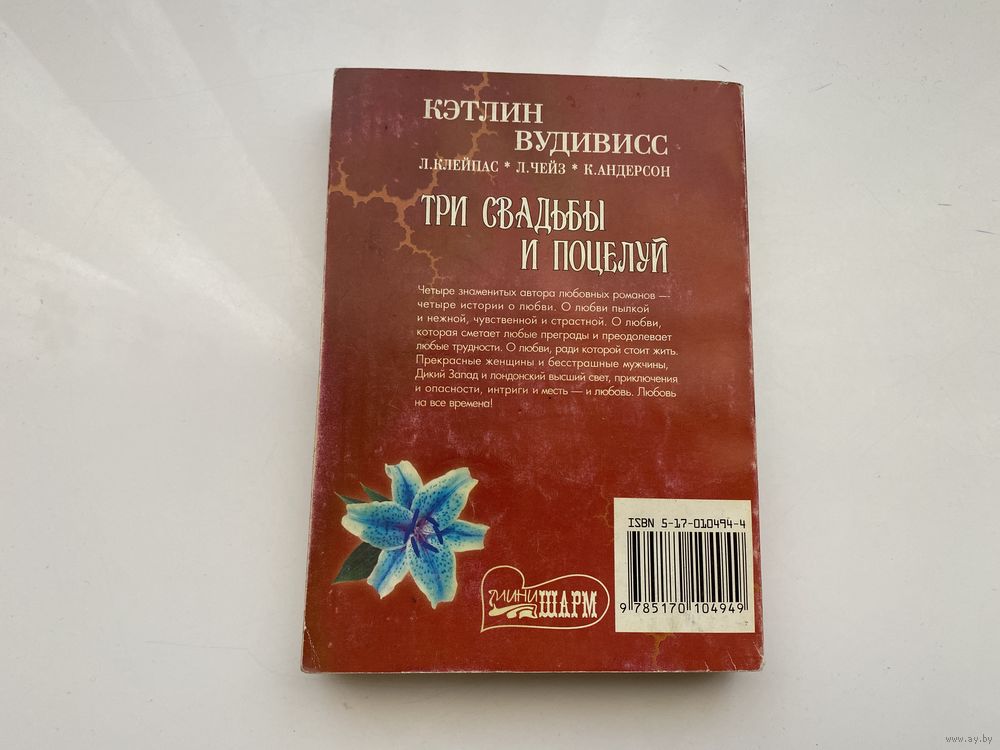 КЭТЛИН
ВУДИВИСС
Л.КЛЕЙПАС * Л.ЧЕЙЗ * К.АНДЕРСОН
ТРИ СВАДЬБЫ
И ПОЦЕЛУЙ
Четыре знаменитых автора любовных романов —
четыре истории о любви. О любви пылкой
и нежной, чувственной и страстной. О любви,
которая сметает любые преграды и преодолевает
любые трудности. О любви, ради которой стоит жить.
Прекрасные женщины и бесстрашные мужчины,
Дикий Запад и лондонский высший свет, приключения
и опасности, интриги и месть — и любовь. Любовь
на все времена!
ISBN 5-17-010494-4
9 785170 104949
МИНИ
ШАРМ
www.ay.by